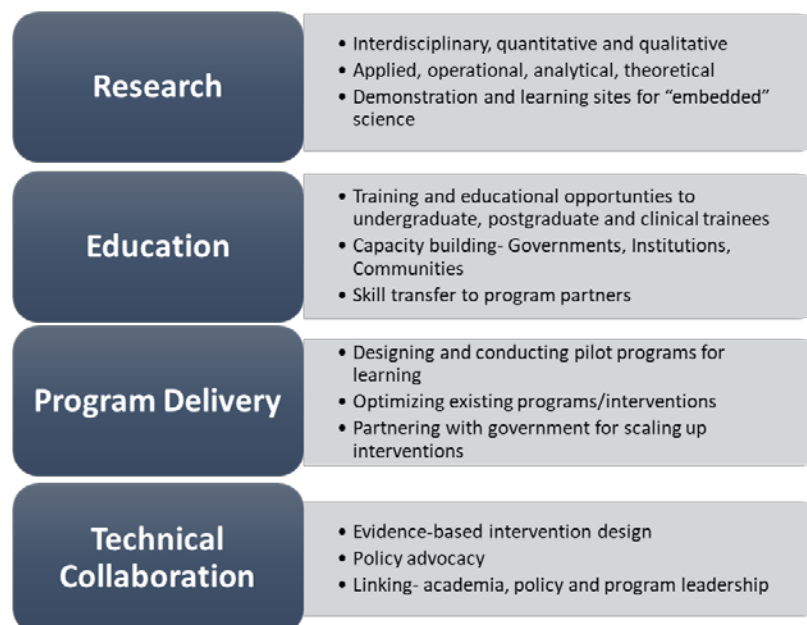 Research
• Interdisciplinary, quantitative and qualitative
• Applied, operational, analytical, theoretical
• Demonstration and learning sites for “embedded”
science
Education
• Training and educational opportunties to
undergraduate, postgraduate and clinical trainees
• Capacity building- Governments, Institutions,
Communities
• Skill transfer to program partners
Program Delivery
• Designing and conducting pilot programs for
learning
• Optimizing existing programs/interventions
• Partnering with government for scaling up
interventions
Technical
Collaboration
• Evidence-based intervention design
• Policy advocacy
• Linking- academia, policy and program leadership